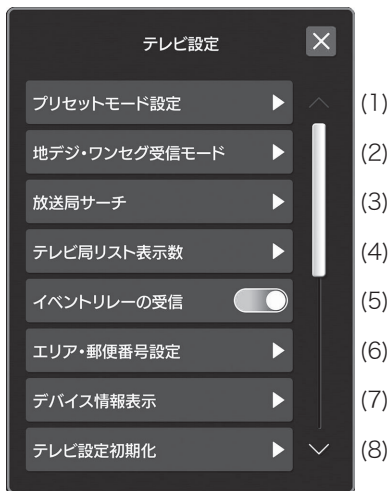 テレビ設定
プリセットモード設定 (1)
地デジ・ワンセグ受信モード (2)
放送局サーチ (3)
テレビ局リスト表示数 (4)
イベントリレーの受信 (5)
エリア・郵便番号設定 (6)
デバイス情報表示 (7)
テレビ設定初期化 (8)